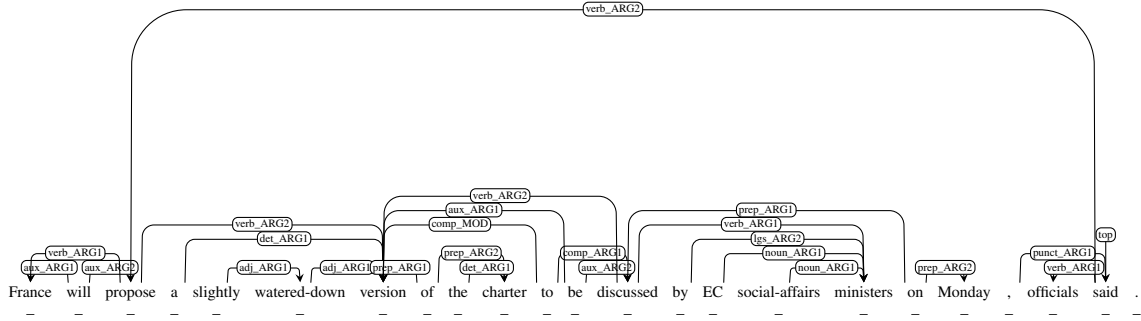 verb_ARG2
verb_ARG2
aux_ARG1 prep_ARG1
verb_ARG2 comp_MOD verb_ARG1
det_ARG1 lgs_ARG2 top
verb_ARG1 prep_ARG2 comp_ARG1 noun_ARG1 punct_ARG1
aux_ARG1 aux_ARG2 adj_ARG1 adj_ARG1 prep_ARG1 det_ARG1 aux_ARG2 noun_ARG1 prep_ARG2 verb_ARG1
France will propose a slightly watered-down version of the charter to be discussed by EC social-affairs ministers on Monday , officials said .
_ _ _ _ _ _ _ _ _ _ _ _ _ _ _ _ _ _ _ _ _ _ _